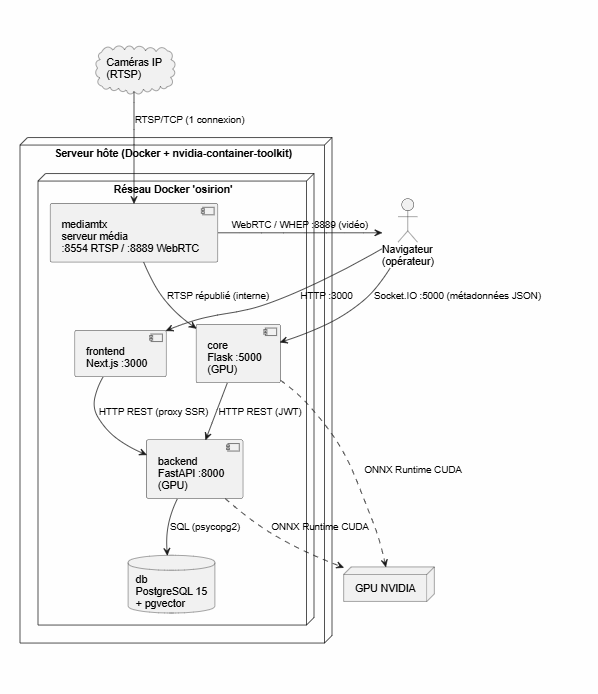 Caméras IP
(RTSP)
RTSP/TCP (1 connexion)
Serveur hôte (Docker + nvidia-container-toolkit)
Réseau Docker 'osirion'
mediamtx
serveur média
:8554 RTSP / :8889 WebRTC
WebRTC / WHEP :8889 (vidéo)
Navigateur
(opérateur)
RTSP républié (interne)
HTTP :3000
Socket.IO :5000 (métadonnées JSON)
frontend
Next.js :3000
core
Flask :5000
(GPU)
HTTP REST (proxy SSR)
HTTP REST (JWT)
backend
FastAPI :8000
(GPU)
ONNX Runtime CUDA
SQL (psycopg2)
ONNX Runtime CUDA
db
PostgreSQL 15
+ pgvector
GPU NVIDIA